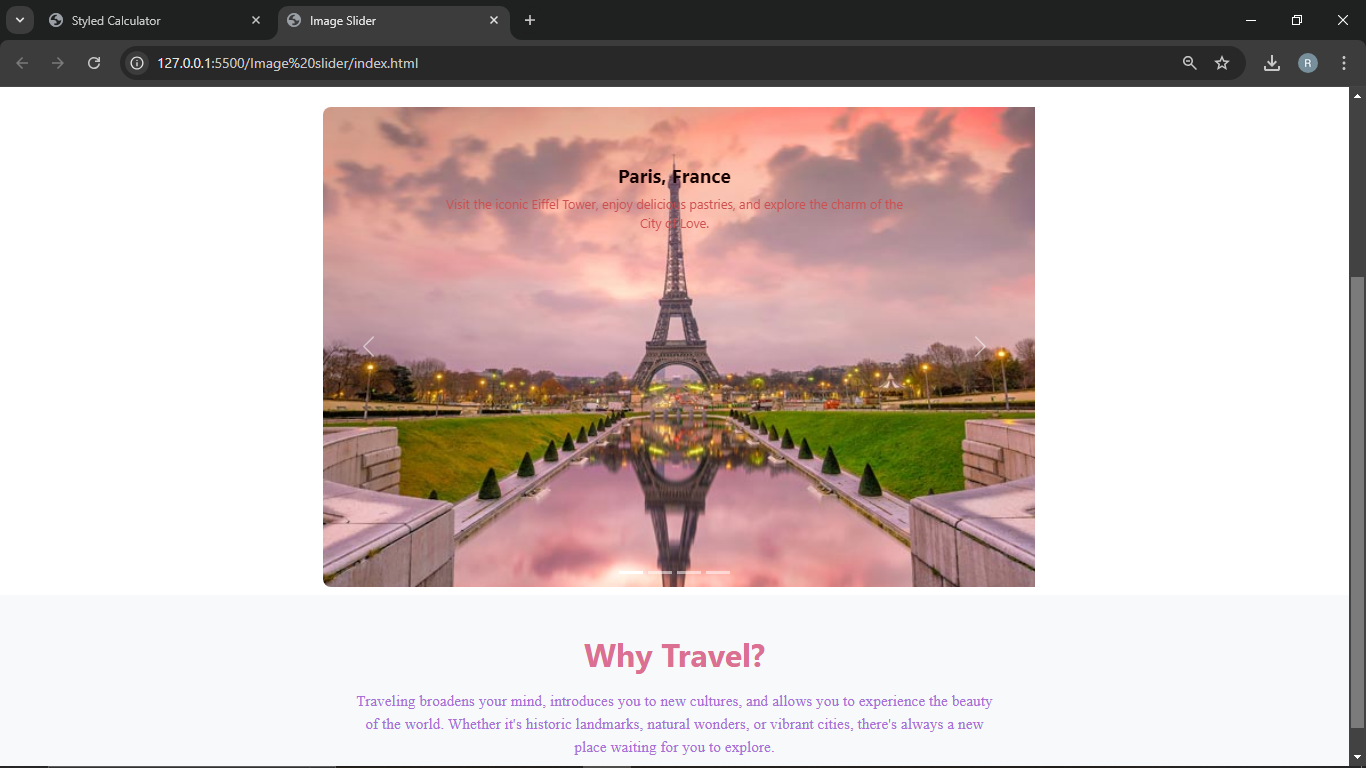 Styled Calculator
Image Slider
127.0.0.1:5500/Image%20slider/index.html
R
Paris, France
Visit the iconic Eiffel Tower, enjoy delicious pastries, and explore the charm of the
City of Love.
Why Travel?
Traveling broadens your mind, introduces you to new cultures, and allows you to experience the beauty
of the world. Whether it's historic landmarks, natural wonders, or vibrant cities, there's always a new
place waiting for you to explore.